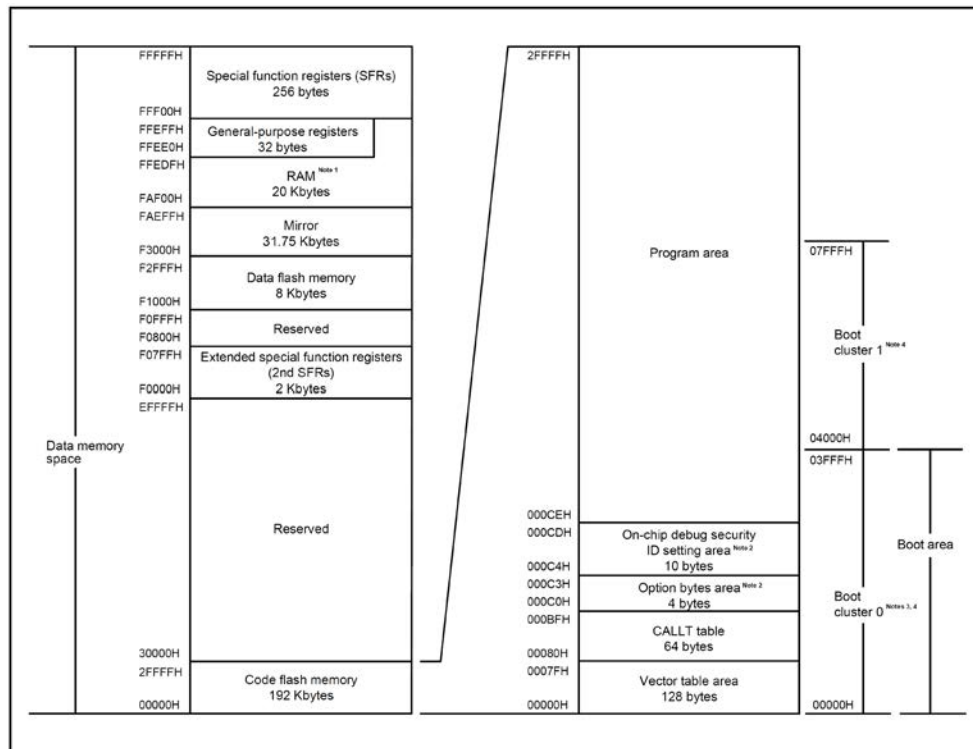 FFFFFH
Special function registers (SFRs)
256 bytes
FFF00H
FFEFFH
General-purpose registers
32 bytes
FFEE0H
FFEDFH
RAM Note 1
20 Kbytes
FAF00H
FAEFFH
Mirror
31.75 Kbytes
F3000H
F2FFFH
Data flash memory
8 Kbytes
F1000H
F0FFFH
Reserved
F0800H
F07FFH
Extended special function registers
(2nd SFRs)
2 Kbytes
F0000H
EFFFFH
Data memory
space
Reserved
30000H
2FFFFH
Code flash memory
192 Kbytes
00000H
2FFFFH
Program area
000CEH
000CDH
On-chip debug security
ID setting area Note 2
10 bytes
000C4H
000C3H
Option bytes area Note 2
4 bytes
000C0H
000BFH
CALLT table
64 bytes
00080H
0007FH
Vector table area
128 bytes
00000H
07FFFH
Boot
cluster 1 Note 4
04000H
03FFFH
Boot area
Boot
cluster 0 Notes 3, 4
00000H